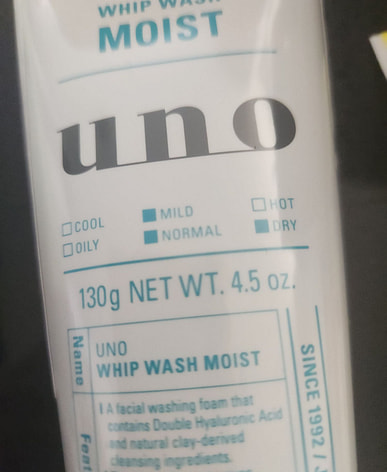 WHIP WASH
MOIST
uno
□COOL ■MILD □HOT
□OILY ■NORMAL ■DRY
130g NET WT. 4.5 oz.
Name
UNO
WHIP WASH MOIST
A facial washing foam that
contains Double Hyaluronic Acid
and natural clay-derived
cleansing ingredients.
SINCE 1992 /